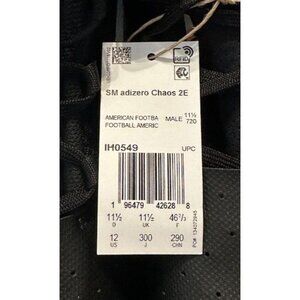 RFID
SM adizero Chaos 2E
AMERICAN FOOTBA MALE 11½
FOOTBALL AMERIC 720
IH0549 UPC
1 96479 42628 8
11½ 11½ 46⅔
D UK F
12 300 290
US J CHN